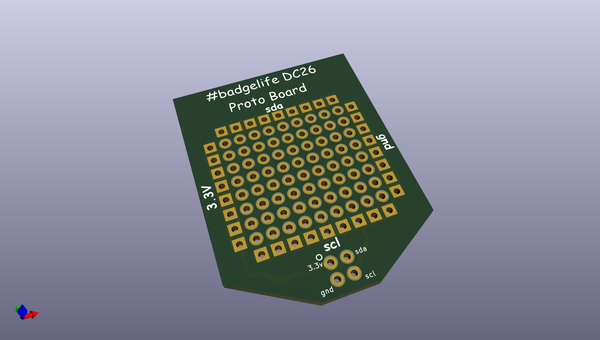 #badgelife DC26
Proto Board
sda
gnd
3.3V
scl
sda
3.3v
scl
gnd